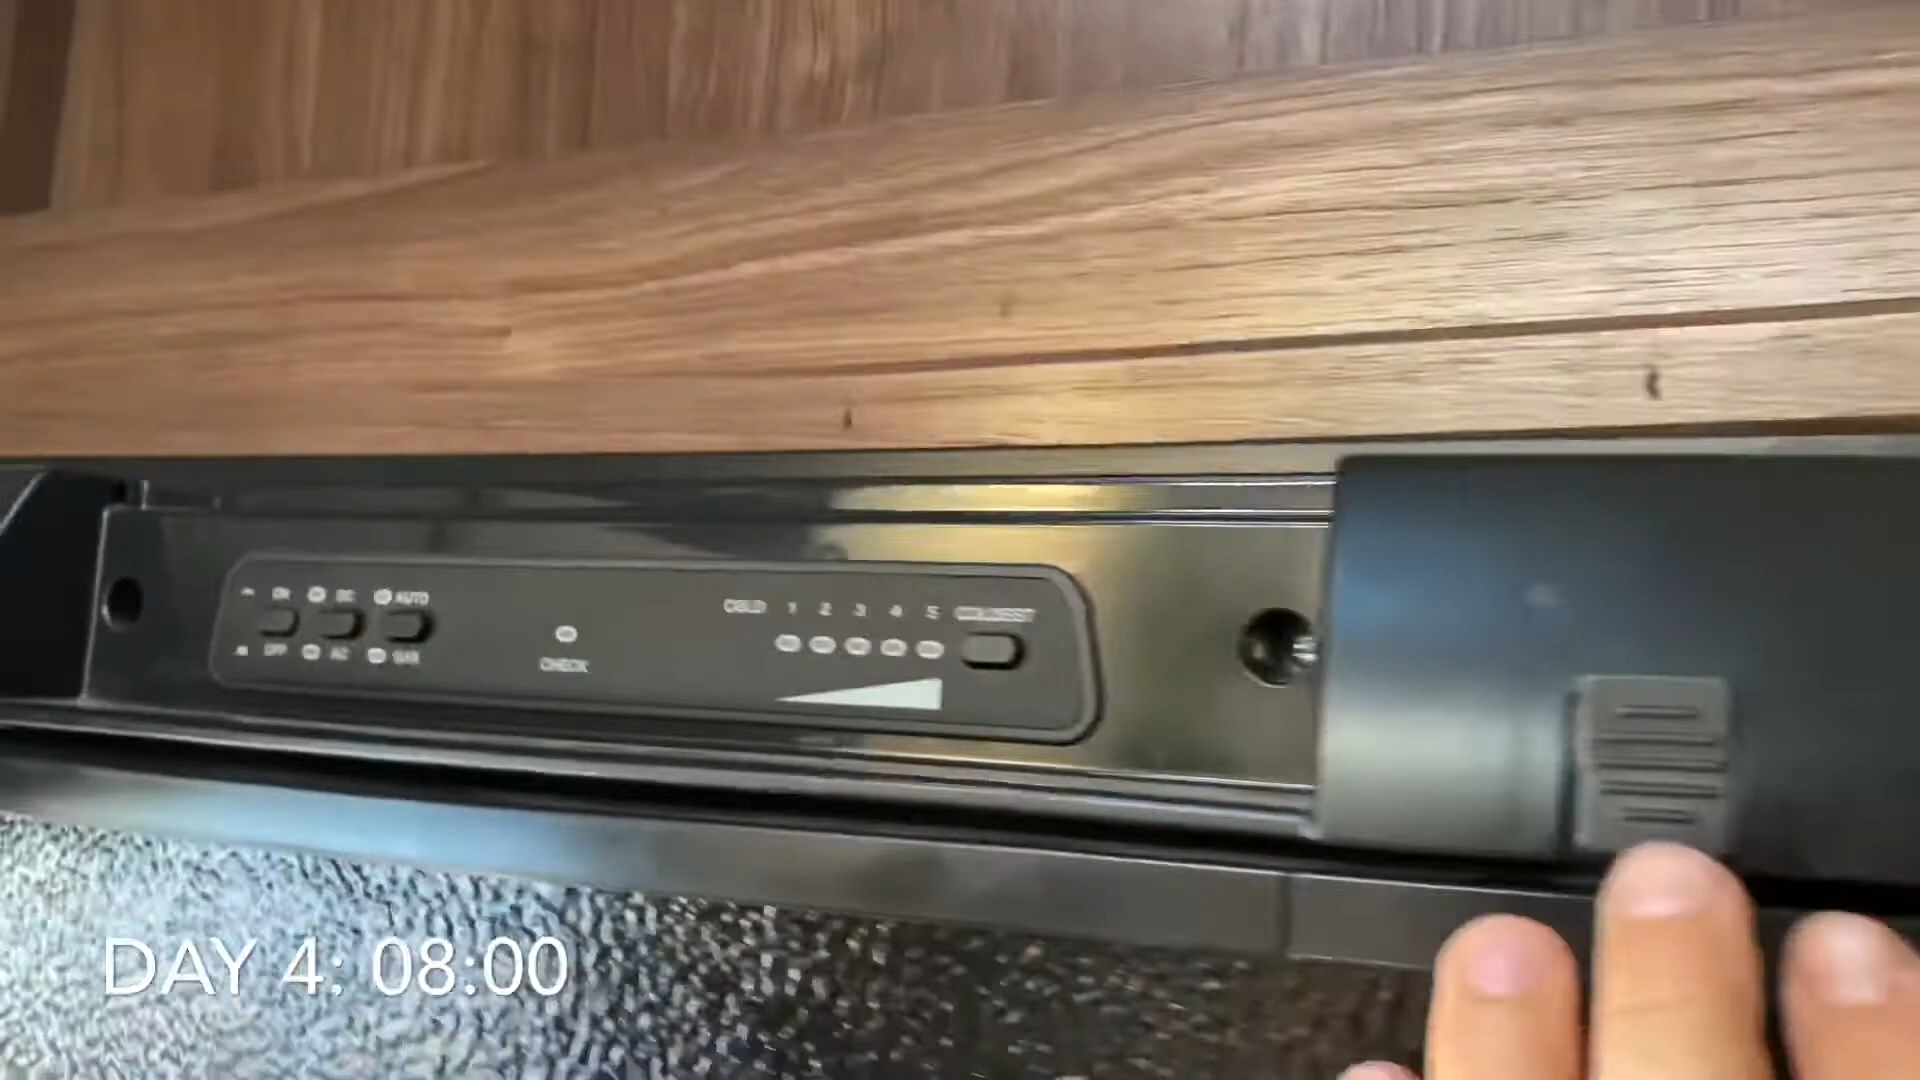 ON DC AUTO
OFF AC GAS
CHECK
COLD 1 2 3 4 5 COLDEST
DAY 4: 08:00